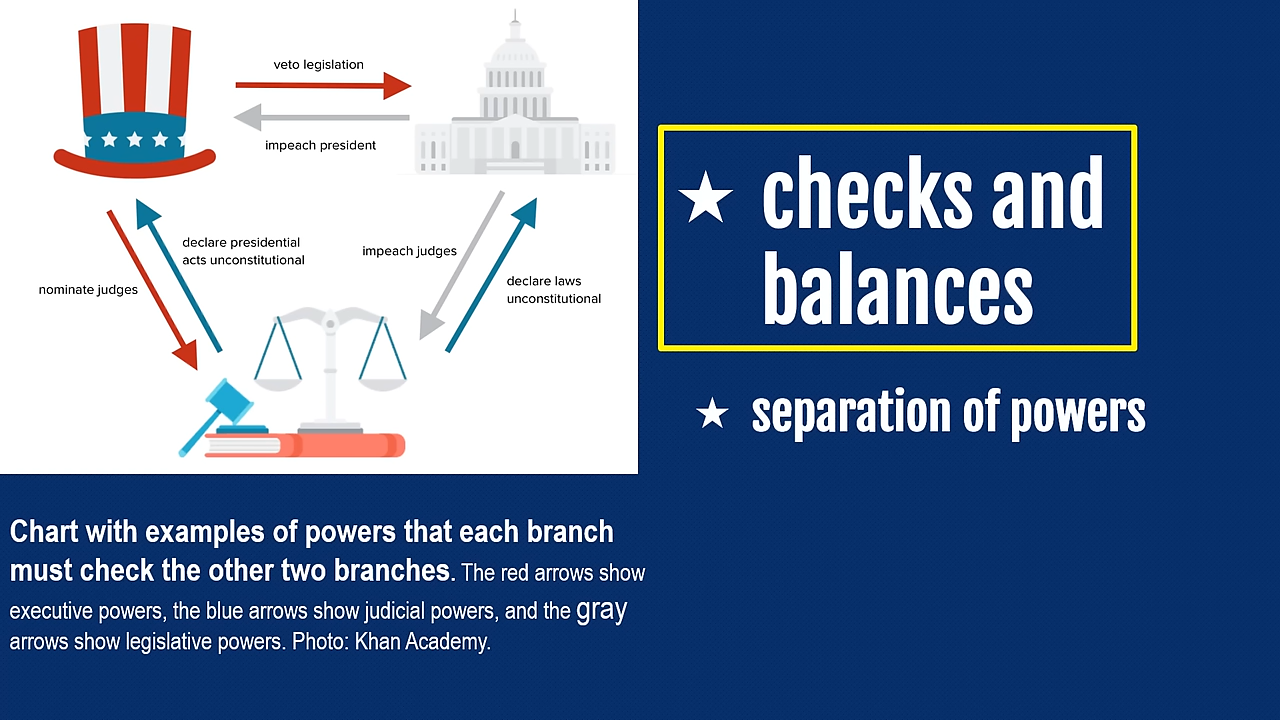 veto legislation
impeach president
declare presidential
acts unconstitutional
nominate judges
impeach judges
declare laws
unconstitutional
checks and
balances
separation of powers
Chart with examples of powers that each branch
must check the other two branches. The red arrows show
executive powers, the blue arrows show judicial powers, and the gray
arrows show legislative powers. Photo: Khan Academy.